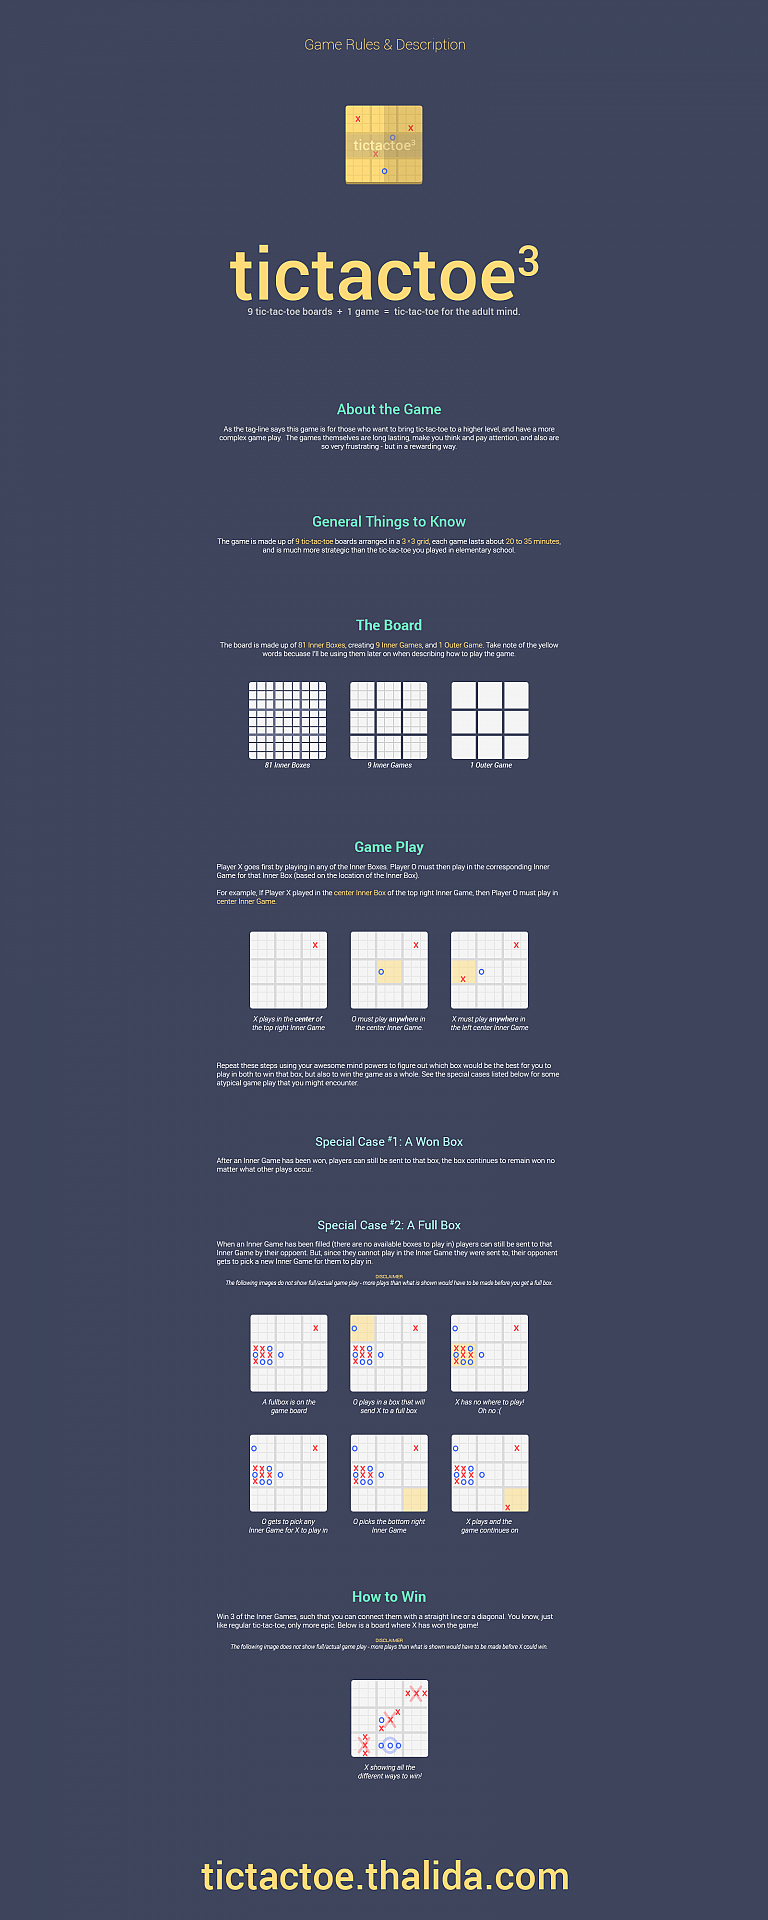 Game Rules & Description
tictactoe³
tictactoe³
9 tic-tac-toe boards + 1 game = tic-tac-toe for the adult mind.
About the Game
As the tag-line says this game is for those who want to bring tic-tac-toe to a higher level, and have a more
complex game play. The games themselves are long lasting, make you think and pay attention, and also are
so very frustrating - but in a rewarding way.
General Things to Know
The game is made up of 9 tic-tac-toe boards arranged in a 3×3 grid, each game lasts about 20 to 35 minutes,
and is much more strategic than the tic-tac-toe you played in elementary school.
The Board
The board is made up of 81 Inner Boxes, creating 9 Inner Games, and 1 Outer Game. Take note of the yellow
words becuase I'll be using them later on when describing how to play the game.
81 Inner Boxes
9 Inner Games
1 Outer Game
Game Play
Player X goes first by playing in any of the Inner Boxes. Player O must then play in the corresponding Inner
Game for that Inner Box (based on the location of the Inner Box).
For example, If Player X played in the center Inner Box of the top right Inner Game, then Player O must play in
center Inner Game.
X plays in the center of
the top right Inner Game
O must play anywhere in
the center Inner Game.
X must play anywhere in
the left center Inner Game
Repeat these steps using your awesome mind powers to figure out which box would be the best for you to
play in both to win that box, but also to win the game as a whole. See the special cases listed below for some
atypical game play that you might encounter.
Special Case #1: A Won Box
After an Inner Game has been won, players can still be sent to that box, the box continues to remain won no
matter what other plays occur.
Special Case #2: A Full Box
When an Inner Game has been filled (there are no available boxes to play in) players can still be sent to that
Inner Game by their oppoent. But, since they cannot play in the Inner Game they were sent to, their opponent
gets to pick a new Inner Game for them to play in.
DISCLAIMER
The following images do not show full/actual game play - more plays than what is shown would have to be made before you get a full box.
A fullbox is on the
game board
O plays in a box that will
send X to a full box
X has no where to play!
Oh no :(
O gets to pick any
Inner Game for X to play in
O picks the bottom right
Inner Game
X plays and the
game continues on
How to Win
Win 3 of the Inner Games, such that you can connect them with a straight line or a diagonal. You know, just
like regular tic-tac-toe, only more epic. Below is a board where X has won the game!
DISCLAIMER
The following image does not show full/actual game play - more plays than what is shown would have to be made before X could win.
X showing all the
different ways to win!
tictactoe.thalida.com